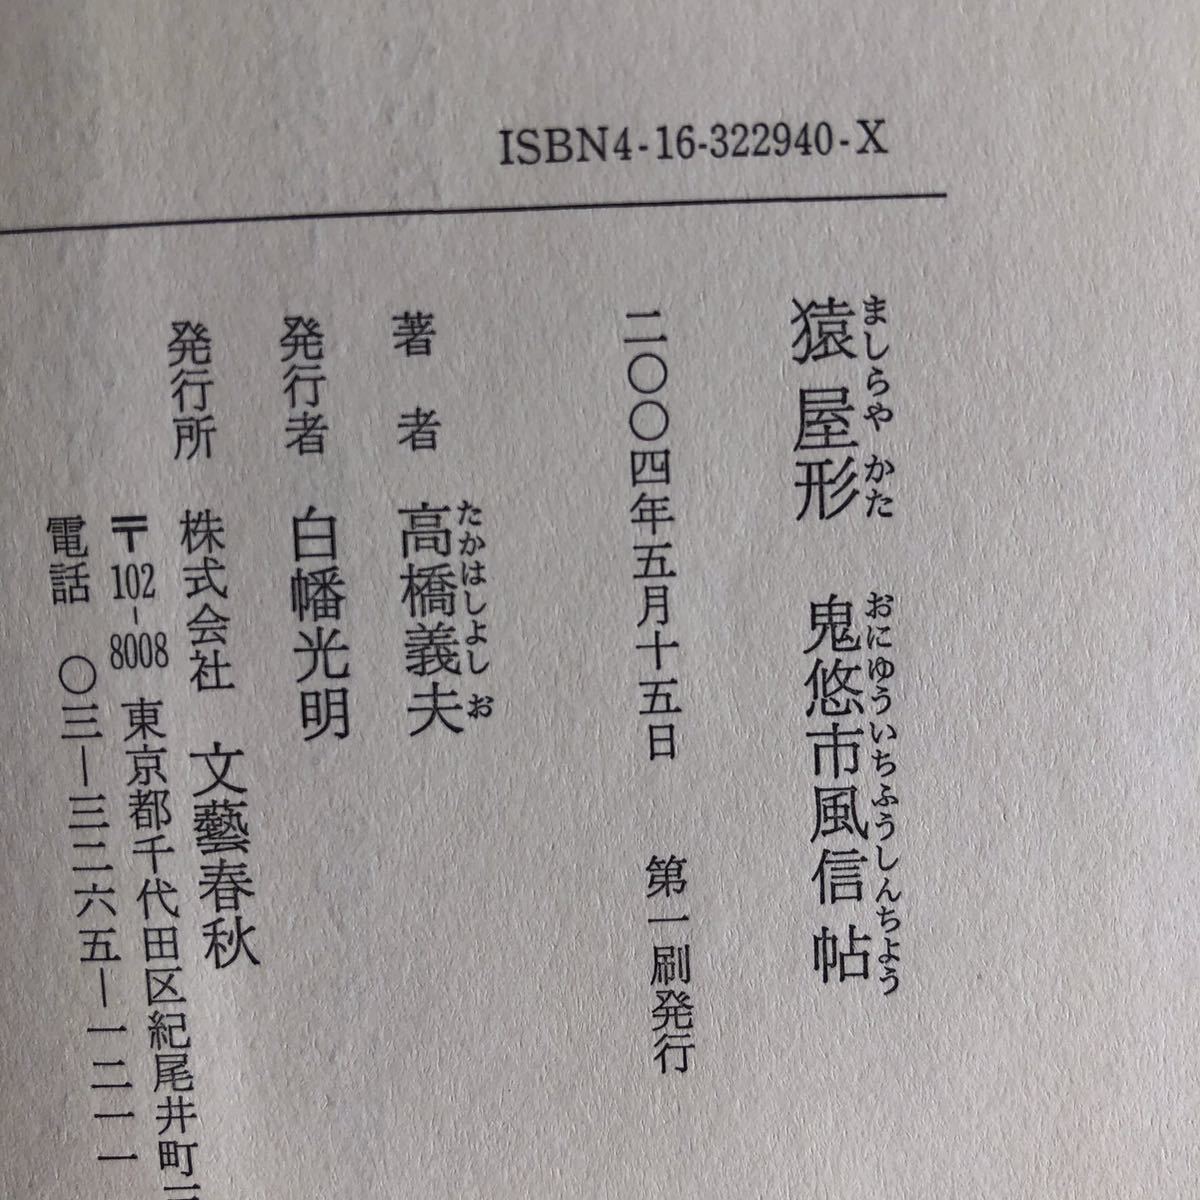 ISBN4-16-322940-X
ましらや かた おにゆういちふうしんちよう
猿屋形 鬼悠市風信帖
二〇〇四年五月十五日 第一刷発行
たかはしよし お
著者 高橋義夫
発行者 白幡光明
発行所 株式会社 文藝春秋
〒102-8008 東京都千代田区紀尾井町三
電話 〇三―三二六五―一二一一